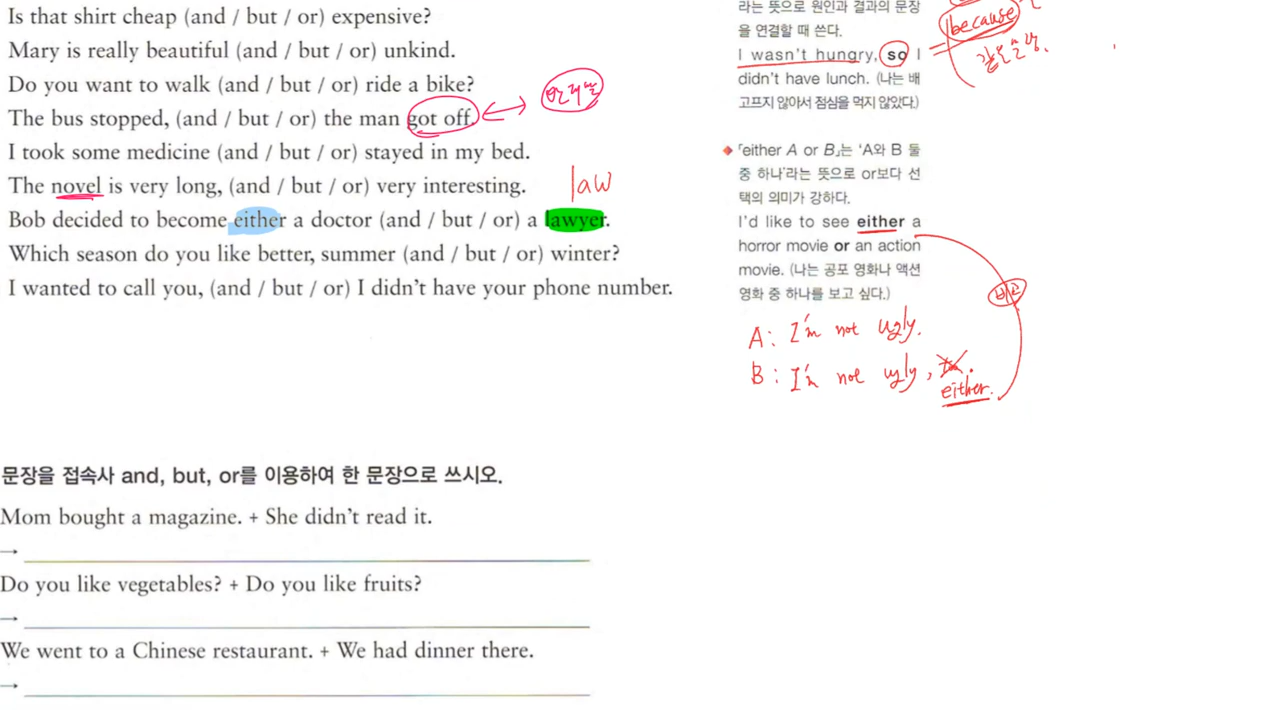 Is that shirt cheap (and / but / or) expensive?
Mary is really beautiful (and / but / or) unkind.
Do you want to walk (and / but / or) ride a bike?
The bus stopped, (and / but / or) the man got off.
I took some medicine (and / but / or) stayed in my bed.
The novel is very long, (and / but / or) very interesting.
law
Bob decided to become either a doctor (and / but / or) a lawyer.
Which season do you like better, summer (and / but / or) winter?
I wanted to call you, (and / but / or) I didn't have your phone number.
라는 뜻으로 원인과 결과의 문장
을 연결할 때 쓴다.
because
I wasn't hungry, so I
didn't have lunch. (나는 배
고프지 않아서 점심을 먹지 않았다.)
「either A or B」는 'A와 B 둘
중 하나'라는 뜻으로 or보다 선
택의 의미가 강하다.
I'd like to see either a
horror movie or an action
movie. (나는 공포 영화나 액션
영화 중 하나를 보고 싶다.)
비교
A: I'm not ugly.
B: I'm not ugly, too.
either.
문장을 접속사 and, but, or를 이용하여 한 문장으로 쓰시오.
Mom bought a magazine. + She didn't read it.
→
Do you like vegetables? + Do you like fruits?
→
We went to a Chinese restaurant. + We had dinner there.
→